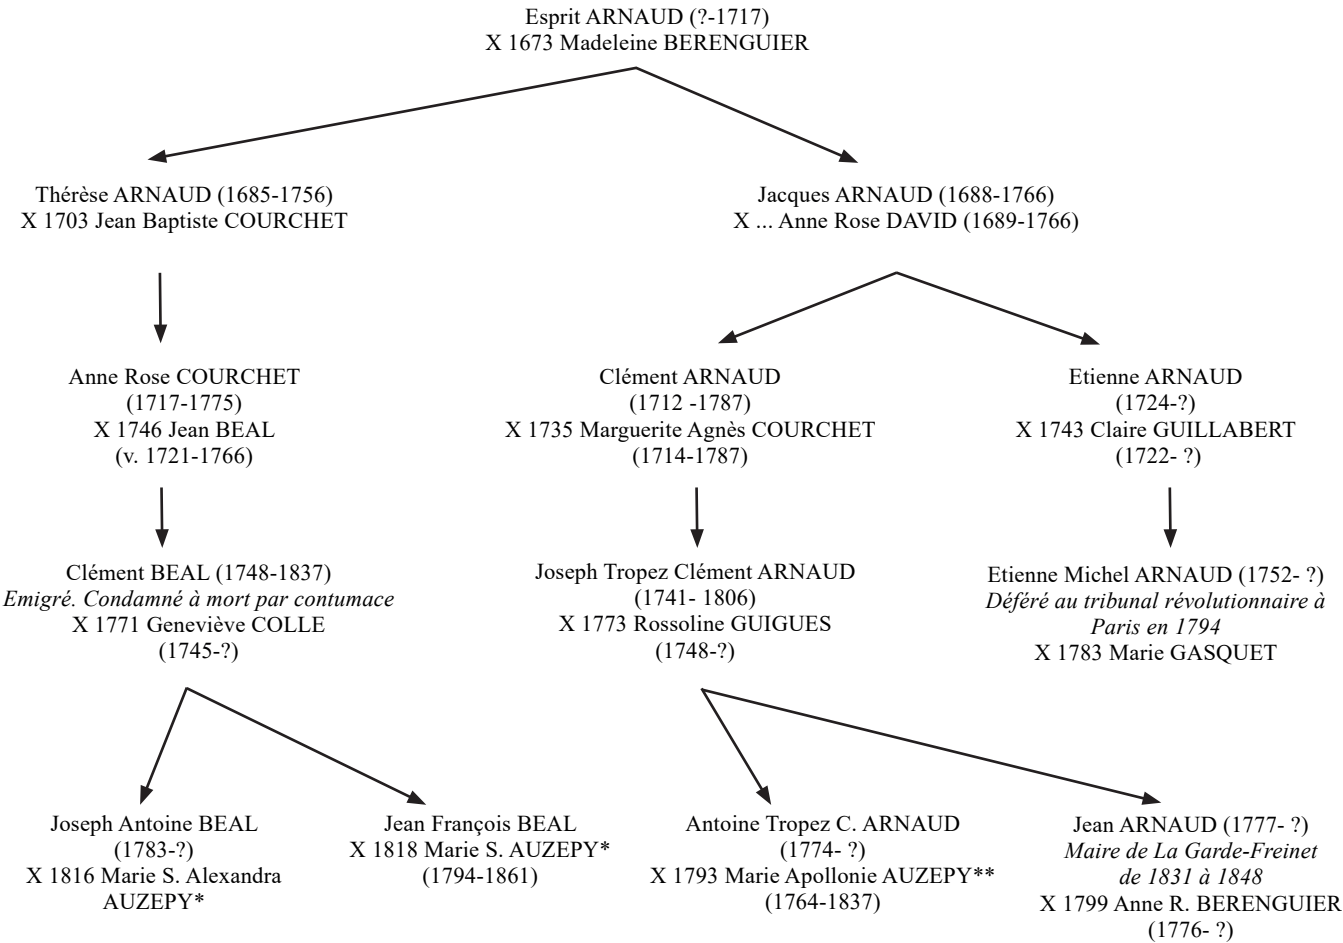 Esprit ARNAUD (?-1717)
X 1673 Madeleine BERENGUIER
Thérèse ARNAUD (1685-1756)
X 1703 Jean Baptiste COURCHET
Jacques ARNAUD (1688-1766)
X ... Anne Rose DAVID (1689-1766)
Anne Rose COURCHET
(1717-1775)
X 1746 Jean BEAL
(v. 1721-1766)
Clément ARNAUD
(1712 -1787)
X 1735 Marguerite Agnès COURCHET
(1714-1787)
Etienne ARNAUD
(1724-?)
X 1743 Claire GUILLABERT
(1722- ?)
Clément BEAL (1748-1837)
Emigré. Condamné à mort par contumace
X 1771 Geneviève COLLE
(1745-?)
Joseph Tropez Clément ARNAUD
(1741- 1806)
X 1773 Rossoline GUIGUES
(1748-?)
Etienne Michel ARNAUD (1752- ?)
Déféré au tribunal révolutionnaire à
Paris en 1794
X 1783 Marie GASQUET
Joseph Antoine BEAL
(1783-?)
X 1816 Marie S. Alexandra
AUZEPY*
Jean François BEAL
X 1818 Marie S. AUZEPY*
(1794-1861)
Antoine Tropez C. ARNAUD
(1774- ?)
X 1793 Marie Apollonie AUZEPY**
(1764-1837)
Jean ARNAUD (1777- ?)
Maire de La Garde-Freinet
de 1831 à 1848
X 1799 Anne R. BERENGUIER
(1776- ?)